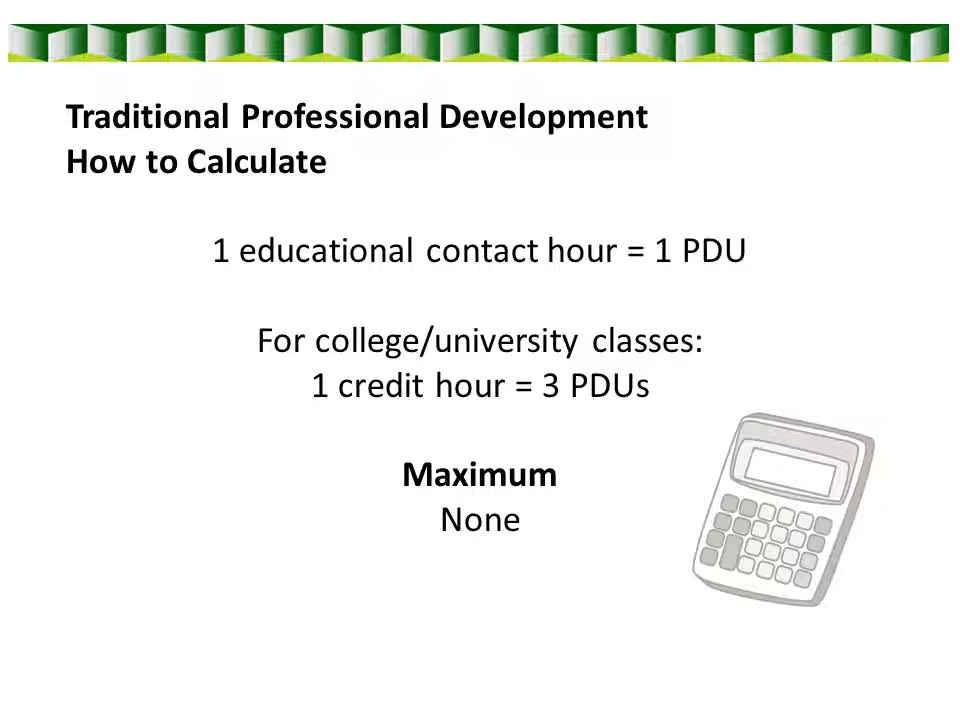 Traditional Professional Development
How to Calculate
1 educational contact hour = 1 PDU
For college/university classes:
1 credit hour = 3 PDUs
Maximum
None